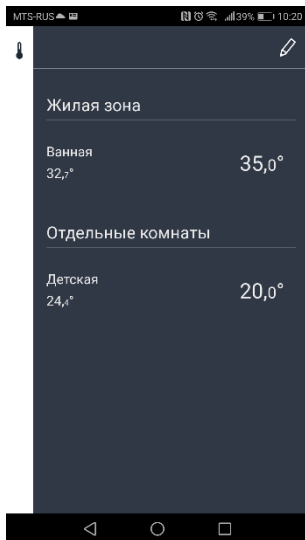 MTS-RUS 39% 10:20
Жилая зона
Ванная
32,7° 35,0°
Отдельные комнаты
Детская
24,4° 20,0°